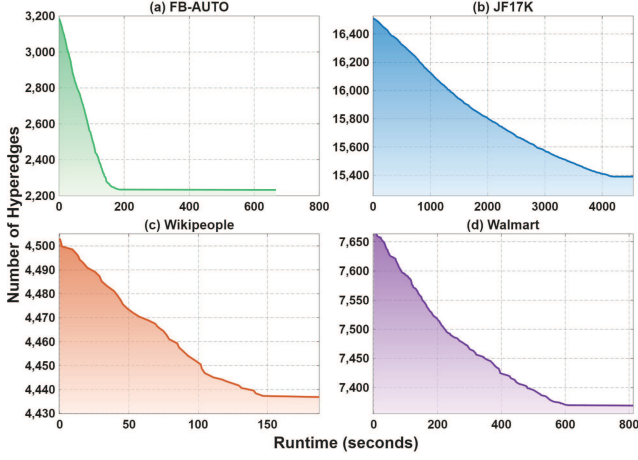 (a) FB-AUTO
(b) JF17K
Number of Hyperedges
3,200
3,000
2,800
2,600
2,400
2,200
0 200 400 600 800
16,400
16,200
16,000
15,800
15,600
15,400
0 1000 2000 3000 4000
(c) Wikipeople
(d) Walmart
4,500
4,490
4,480
4,470
4,460
4,450
4,440
4,430
0 50 100 150
7,650
7,600
7,550
7,500
7,450
7,400
0 200 400 600 800
Runtime (seconds)